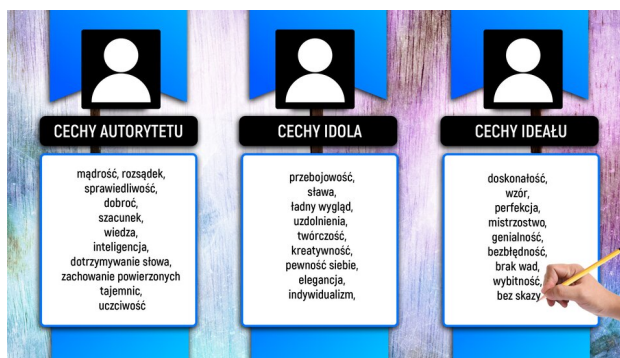 CECHY AUTORYTETU
mądrość, rozsądek,
sprawiedliwość,
dobroć,
szacunek,
wiedza,
inteligencja,
dotrzymywanie słowa,
zachowanie powierzonych
tajemnic,
uczciwość
CECHY IDOLA
przebojowość,
sława,
ładny wygląd,
uzdolnienia,
twórczość,
kreatywność,
pewność siebie,
elegancja,
indywidualizm,
CECHY IDEAŁU
doskonałość,
wzór,
perfekcja,
mistrzostwo,
genialność,
bezbłędność,
brak wad,
wybitność,
bez skazy